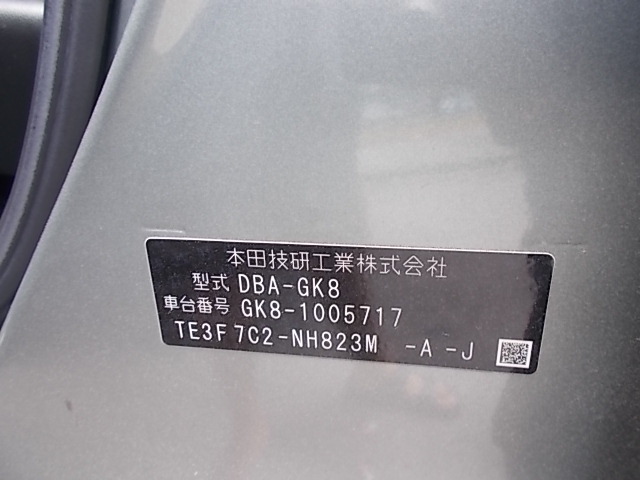 本田技研工業株式会社
型式 DBA-GK8
車台番号 GK8-1005717
TE3F7C2-NH823M -A -J